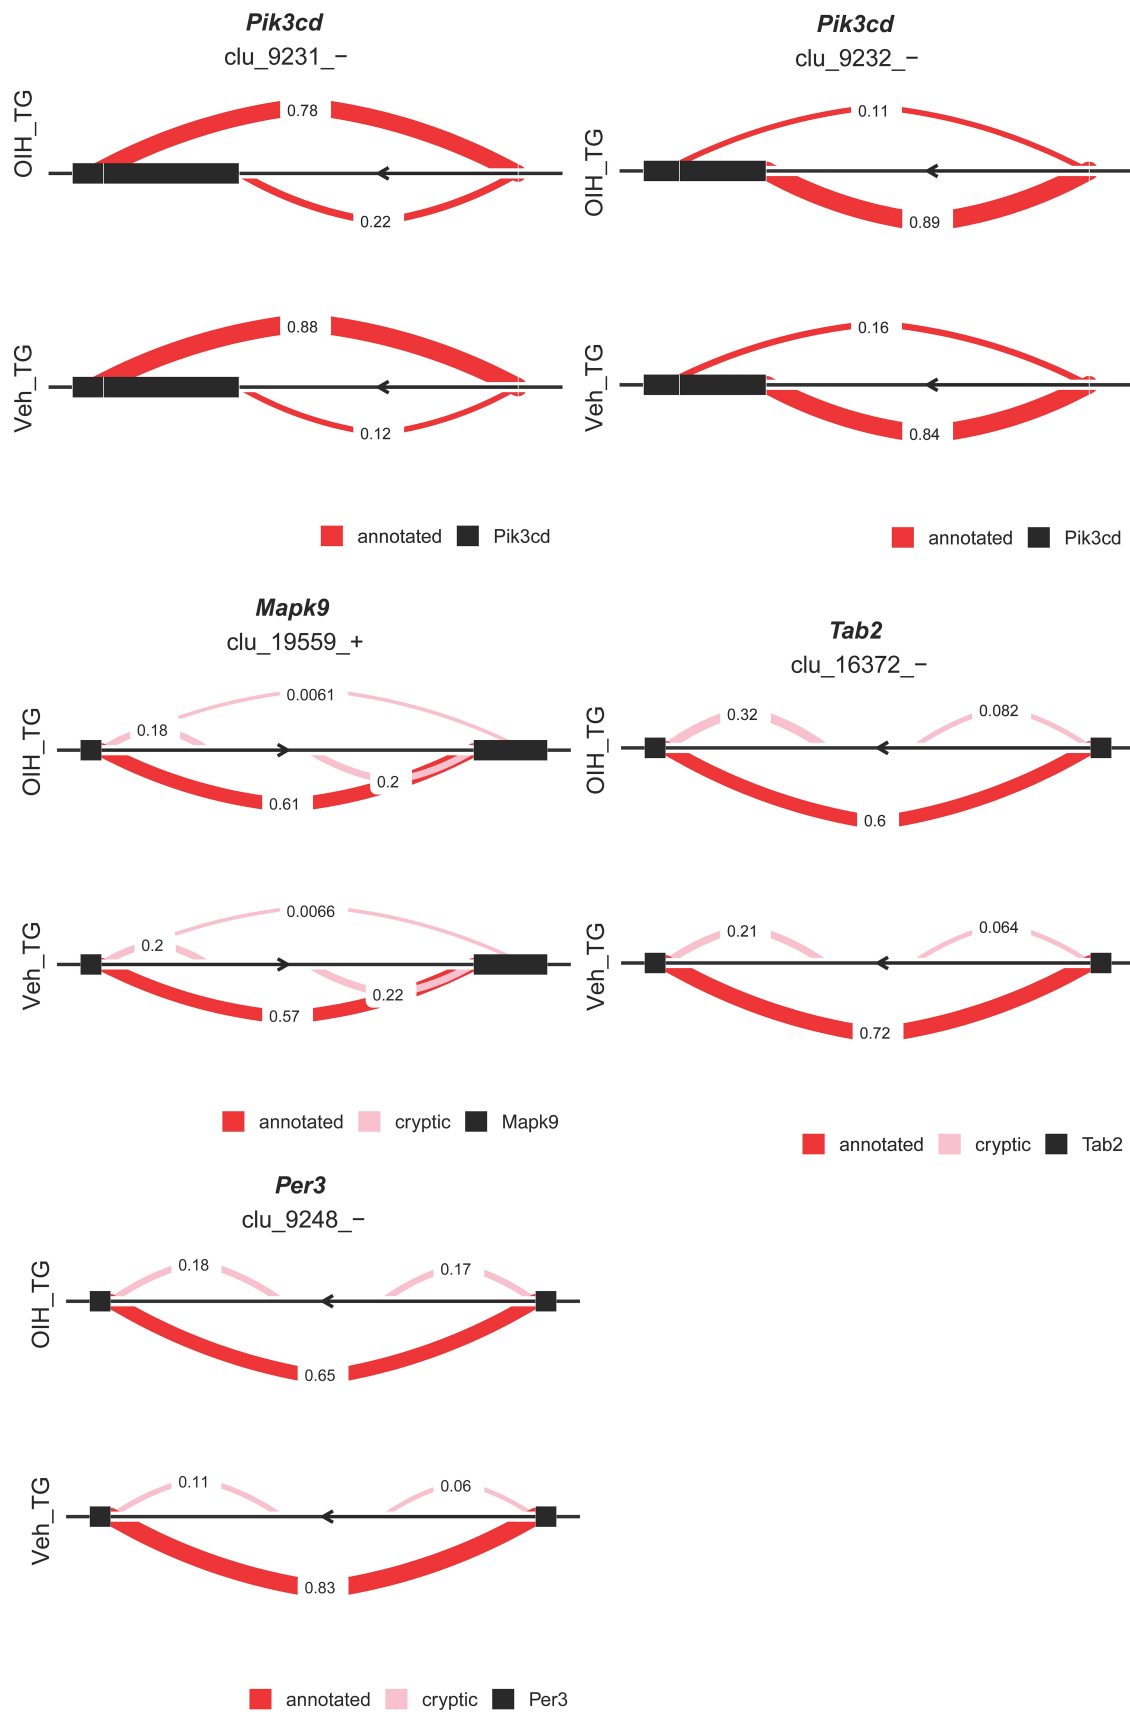 Pik3cd
clu_9231_−
OIH_TG
0.78
0.22
Veh_TG
0.88
0.12
annotated Pik3cd
Pik3cd
clu_9232_−
OIH_TG
0.11
0.89
Veh_TG
0.16
0.84
annotated Pik3cd
Mapk9
clu_19559_+
OIH_TG
0.0061
0.18
0.2
0.61
Veh_TG
0.0066
0.2
0.22
0.57
annotated cryptic Mapk9
Tab2
clu_16372_−
OIH_TG
0.32
0.082
0.6
Veh_TG
0.21
0.064
0.72
annotated cryptic Tab2
Per3
clu_9248_−
OIH_TG
0.18
0.17
0.65
Veh_TG
0.11
0.06
0.83
annotated cryptic Per3